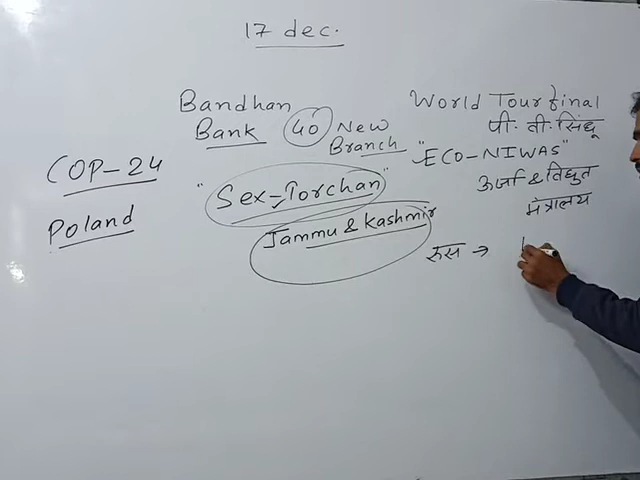 17 dec.
COP-24
Poland
Bandhan
Bank 40 New
Branch
"Sex-Torchan"
Jammu & Kashmir
World Tour final
पी. वी. सिंधू
"ECO-NIWAS"
ऊर्जा & विद्युत
मंत्रालय
रूस →